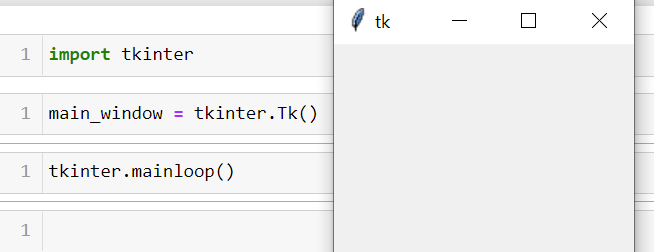 tk
1 import tkinter
1 main_window = tkinter.Tk()
1 tkinter.mainloop()
1